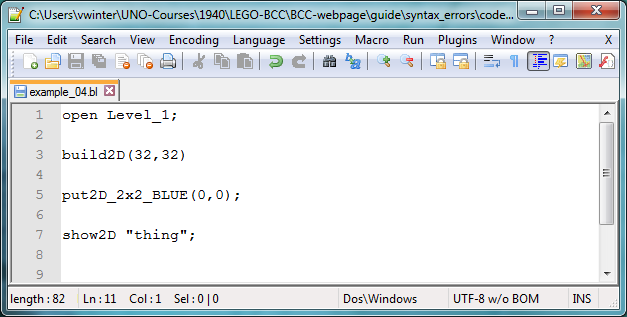 C:\Users\vwinter\UNO-Courses\1940\LEGO-BCC\BCC-webpage\guide\syntax_errors\code...
File Edit Search View Encoding Language Settings Macro Run Plugins Window ? X
example_04.bl
1 open Level_1;
2
3 build2D(32,32)
4
5 put2D_2x2_BLUE(0,0);
6
7 show2D "thing";
8
9
length : 82 Ln : 11 Col : 1 Sel : 0 | 0 Dos\Windows UTF-8 w/o BOM INS